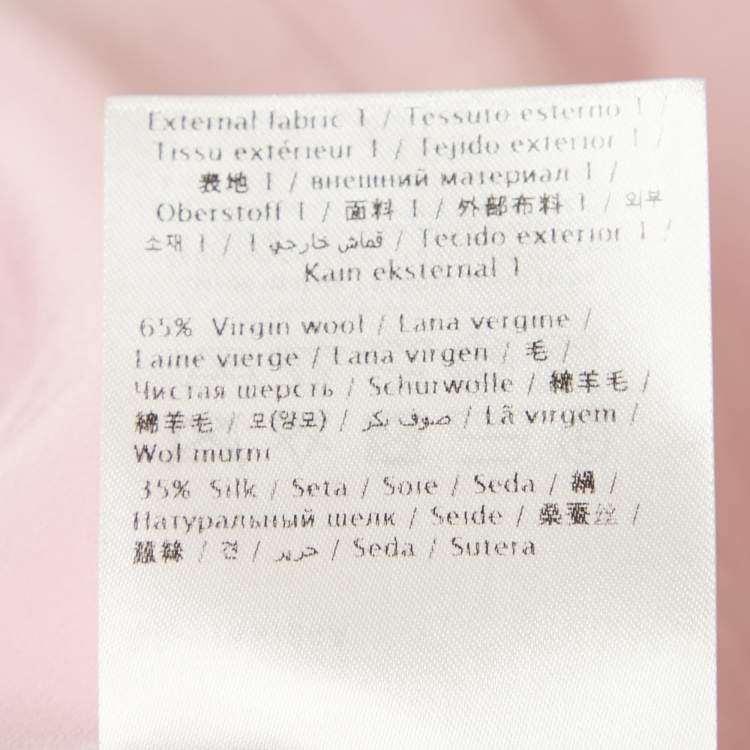 External fabric 1 / Tessuto esterno 1 /
Tissu extérieur 1 / Tejido exterior 1 /
表地 1 / внешний материал 1 /
Oberstoff 1 / 面料 1 / 外部布料 1 / 외부
소재 1 / قماش خارجي 1 / Tecido exterior 1 /
Kain eksternal 1
65% Virgin wool / Lana vergine /
Laine vierge / Lana virgen / 毛 /
Чистая шерсть / Schurwolle / 綿羊毛 /
綿羊毛 / 모(양모) / صوف بكر / Lã virgem /
Wol murni
35% Silk / Seta / Soie / Seda / 絹 /
Натуральный шелк / Seide / 桑蚕丝 /
蠶絲 / 견 / حرير / Seda / Sutera